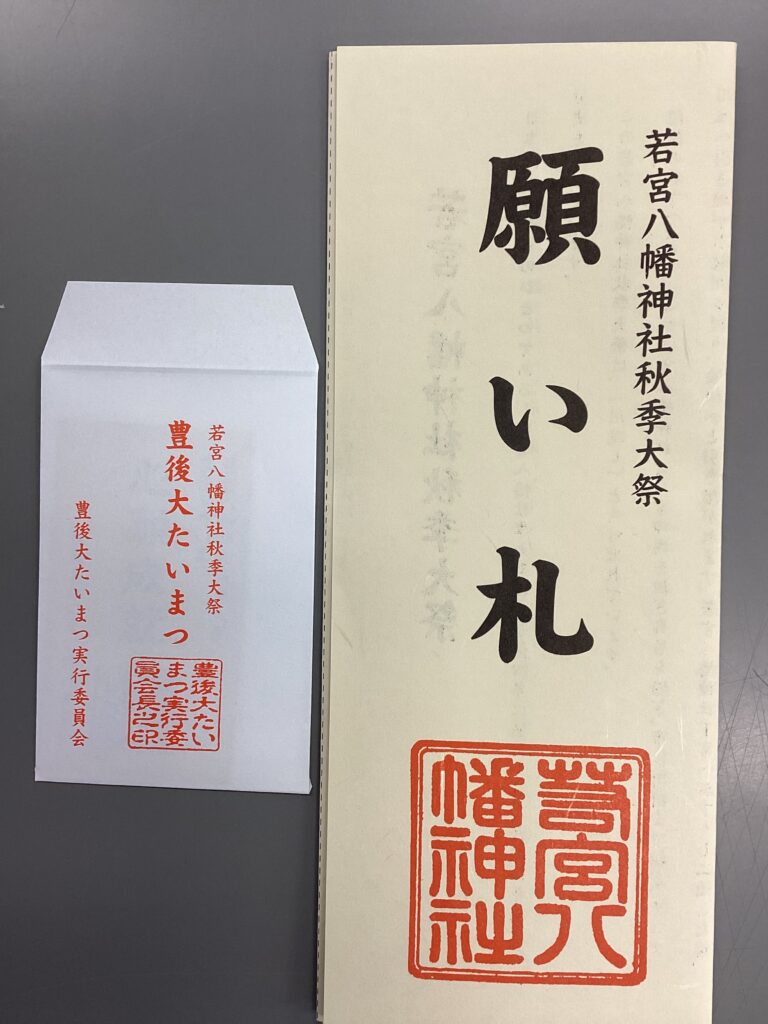 若宮八幡神社秋季大祭
願い札
若宮八
幡神社
若宮八幡神社秋季大祭
豊後大たいまつ
豊後大たい
まつ実行委
員会長之印
豊後大たいまつ実行委員会